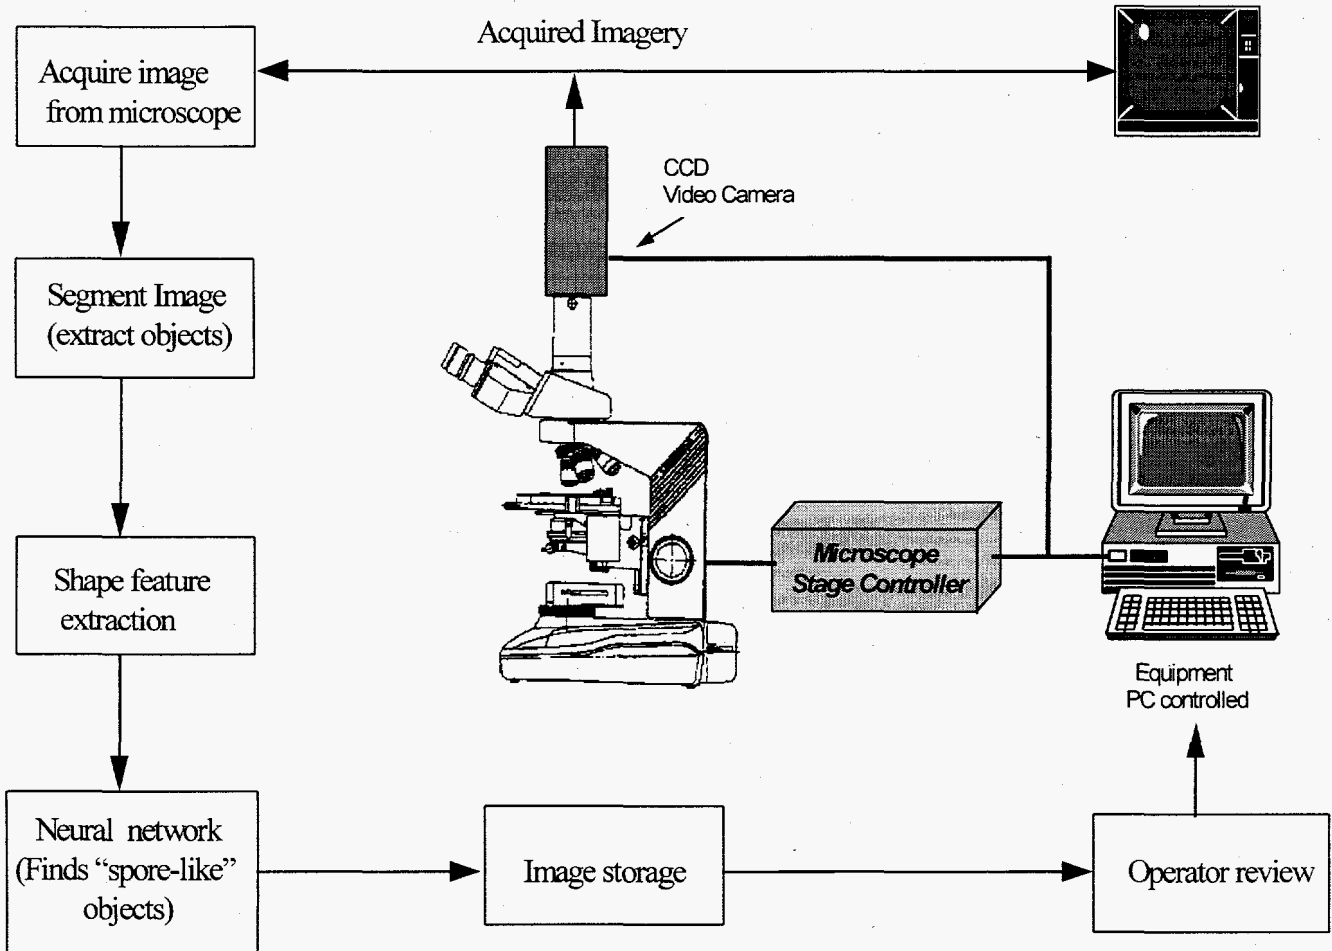 Acquired Imagery
Acquire image
from microscope
CCD
Video Camera
Segment Image
(extract objects)
Microscope
Stage Controller
Shape feature
extraction
Equipment
PC controlled
Neural network
(Finds “spore-like”
objects)
Image storage
Operator review